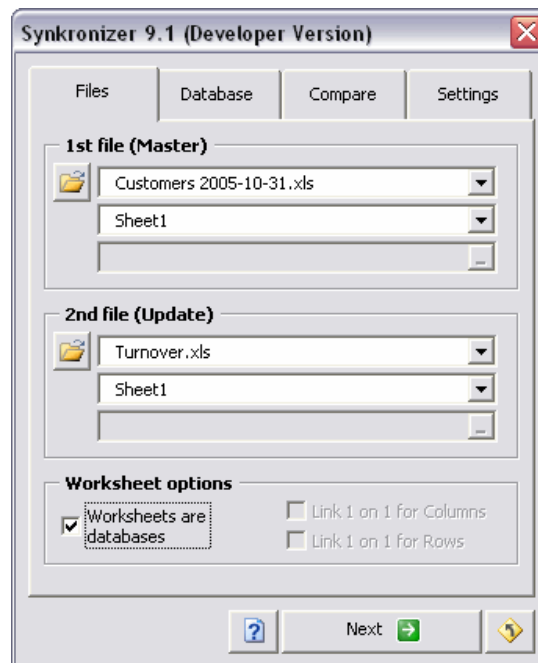 Synkronizer 9.1 (Developer Version)
Files
Database
Compare
Settings
1st file (Master)
Customers 2005-10-31.xls
Sheet1
...
2nd file (Update)
Turnover.xls
Sheet1
...
Worksheet options
Worksheets are
databases
Link 1 on 1 for Columns
Link 1 on 1 for Rows
Next